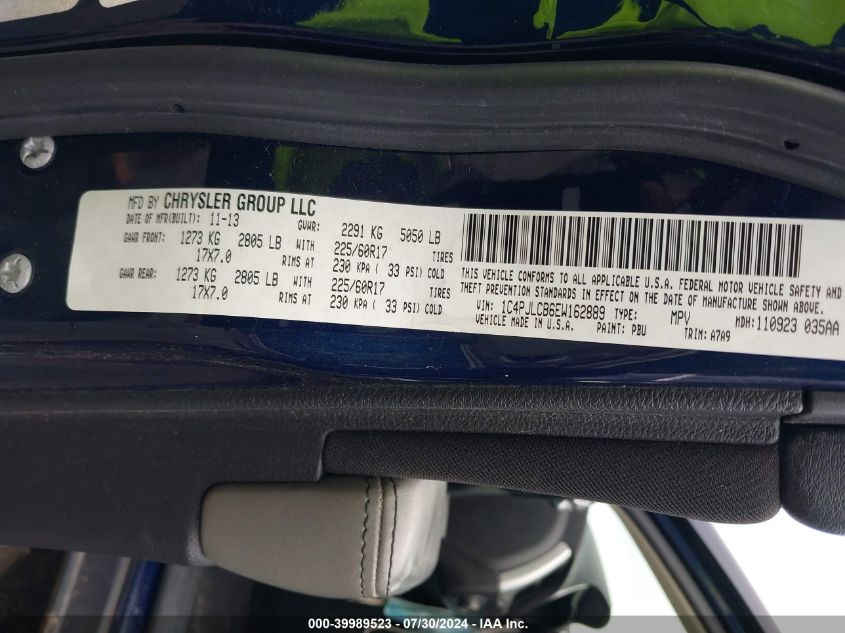 MFD BY CHRYSLER GROUP LLC
DATE OF MFR(BUILT): 11-13 GVWR: 2291 KG 5050 LB
GAWR FRONT: 1273 KG 2805 LB WITH 225/60R17 TIRES
17X7.0 RIMS AT 230 KPA ( 33 PSI) COLD
GAWR REAR: 1273 KG 2805 LB WITH 225/60R17 TIRES
17X7.0 RIMS AT 230 KPA ( 33 PSI) COLD
THIS VEHICLE CONFORMS TO ALL APPLICABLE U.S.A. FEDERAL MOTOR VEHICLE SAFETY AND
THEFT PREVENTION STANDARDS IN EFFECT ON THE DATE OF MANUFACTURE SHOWN ABOVE.
VIN: 1C4PJLCB6EW162889 TYPE: MPV MDH:110923 035AA
VEHICLE MADE IN U.S.A. PAINT: PBU TRIM: A7A9
000-39989523 - 07/30/2024 - IAA Inc.